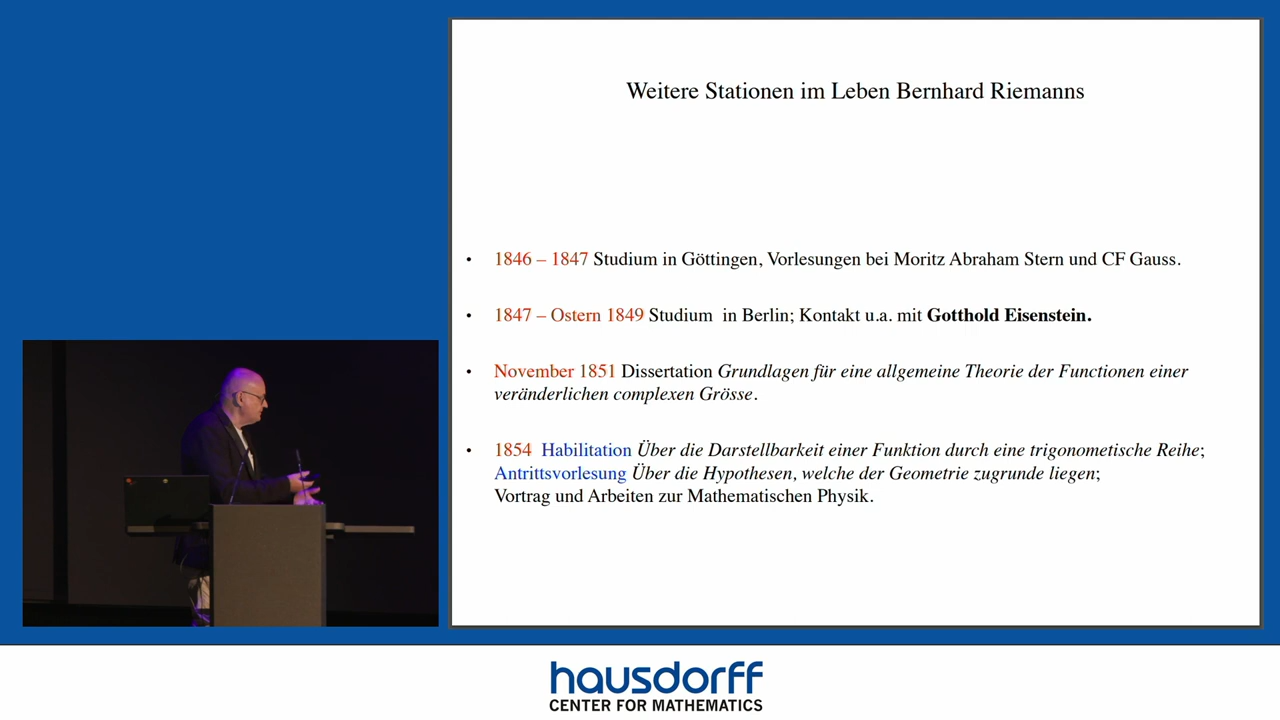 Weitere Stationen im Leben Bernhard Riemanns
• 1846 – 1847 Studium in Göttingen, Vorlesungen bei Moritz Abraham Stern und CF Gauss.
• 1847 – Ostern 1849 Studium in Berlin; Kontakt u.a. mit Gotthold Eisenstein.
• November 1851 Dissertation Grundlagen für eine allgemeine Theorie der Functionen einer
veränderlichen complexen Grösse.
• 1854 Habilitation Über die Darstellbarkeit einer Funktion durch eine trigonometische Reihe;
Antrittsvorlesung Über die Hypothesen, welche der Geometrie zugrunde liegen;
Vortrag und Arbeiten zur Mathematischen Physik.
hausdorff
CENTER FOR MATHEMATICS